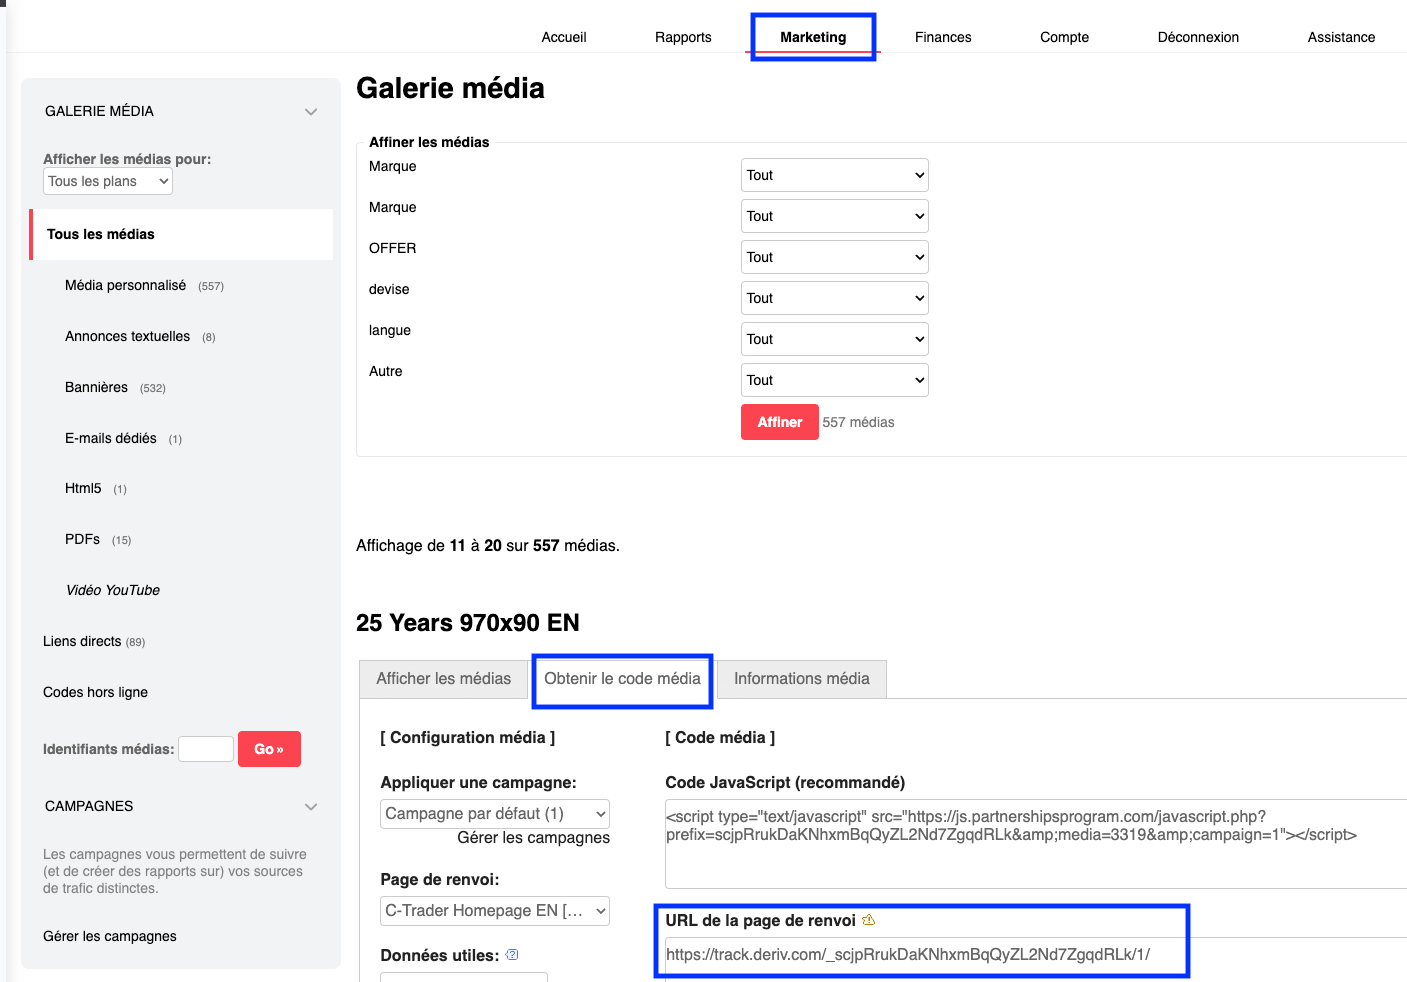 Accueil
Rapports
Marketing
Finances
Compte
Déconnexion
Assistance
GALERIE MÉDIA
Afficher les médias pour:
Tous les plans
Tous les médias
Média personnalisé (557)
Annonces textuelles (8)
Bannières (532)
E-mails dédiés (1)
Html5 (1)
PDFs (15)
Vidéo YouTube
Liens directs (89)
Codes hors ligne
Identifiants médias:
Go »
CAMPAGNES
Les campagnes vous permettent de suivre
(et de créer des rapports sur) vos sources
de trafic distinctes.
Gérer les campagnes
Galerie média
Affiner les médias
Marque
Tout
Marque
Tout
OFFER
Tout
devise
Tout
langue
Tout
Autre
Tout
Affiner
557 médias
Affichage de 11 à 20 sur 557 médias.
25 Years 970x90 EN
Afficher les médias
Obtenir le code média
Informations média
[ Configuration média ]
Appliquer une campagne:
Campagne par défaut (1)
Gérer les campagnes
Page de renvoi:
C-Trader Homepage EN [...
Données utiles:
[ Code média ]
Code JavaScript (recommandé)
<script type="text/javascript" src="https://js.partnershipsprogram.com/javascript.php?
prefix=scjpRrukDaKNhxmBqQyZL2Nd7ZgqdRLk&amp;media=3319&amp;campaign=1"></script>
URL de la page de renvoi
https://track.deriv.com/_scjpRrukDaKNhxmBqQyZL2Nd7ZgqdRLk/1/